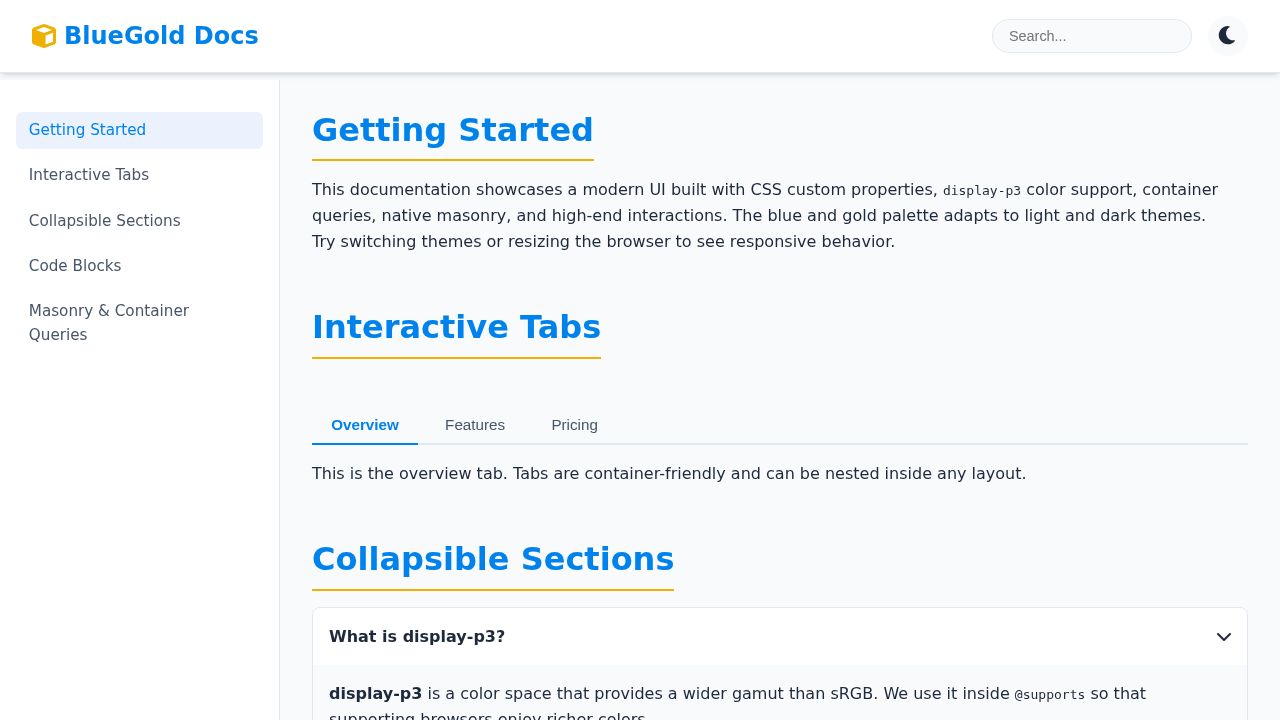 BlueGold Docs
Search...
Getting Started
Interactive Tabs
Collapsible Sections
Code Blocks
Masonry & Container
Queries
Getting Started
This documentation showcases a modern UI built with CSS custom properties, display-p3 color support, container
queries, native masonry, and high-end interactions. The blue and gold palette adapts to light and dark themes.
Try switching themes or resizing the browser to see responsive behavior.
Interactive Tabs
Overview Features Pricing
This is the overview tab. Tabs are container-friendly and can be nested inside any layout.
Collapsible Sections
What is display-p3?
display-p3 is a color space that provides a wider gamut than sRGB. We use it inside @supports so that
supporting browsers enjoy richer colors.